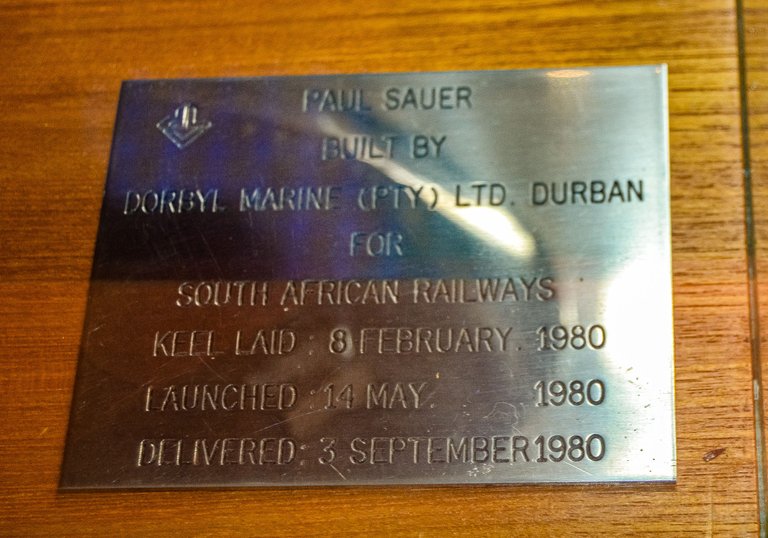 PAUL SAUER
BUILT BY
DORBYL MARINE (PTY) LTD. DURBAN
FOR
SOUTH AFRICAN RAILWAYS
KEEL LAID : 8 FEBRUARY. 1980
LAUNCHED : 14 MAY. 1980
DELIVERED: 3 SEPTEMBER 1980